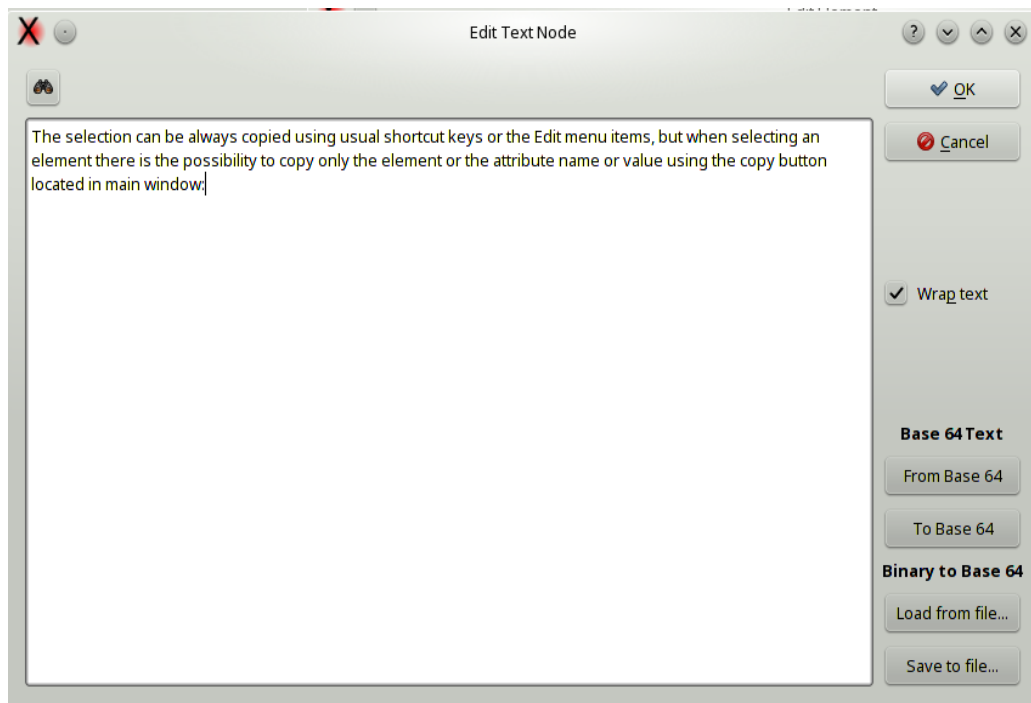 Edit Text Node
OK
The selection can be always copied using usual shortcut keys or the Edit menu items, but when selecting an
element there is the possibility to copy only the element or the attribute name or value using the copy button
located in main window:
Cancel
Wrap text
Base 64 Text
From Base 64
To Base 64
Binary to Base 64
Load from file...
Save to file...